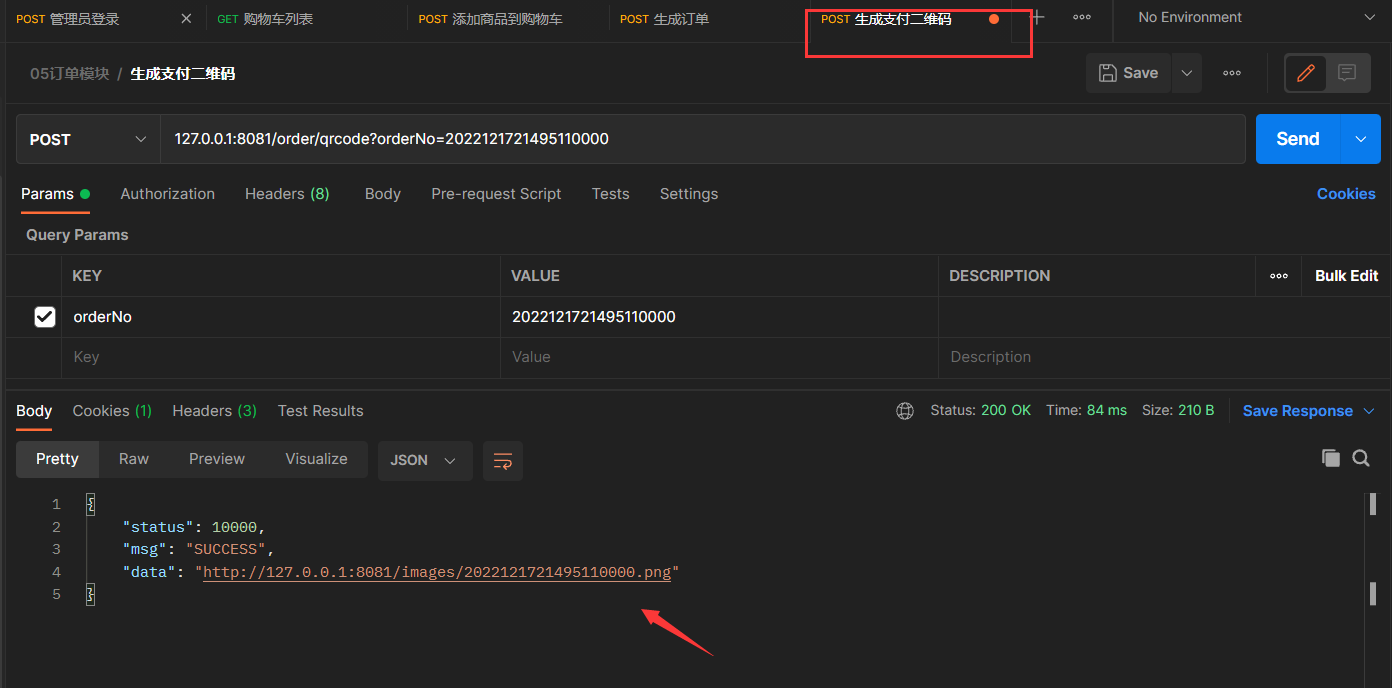 POST 管理员登录 GET 购物车列表 POST 添加商品到购物车 POST 生成订单 POST 生成支付二维码 No Environment
05订单模块 / 生成支付二维码 Save
POST 127.0.0.1:8081/order/qrcode?orderNo=2022121721495110000 Send
Params Authorization Headers (8) Body Pre-request Script Tests Settings Cookies
Query Params
KEY VALUE DESCRIPTION Bulk Edit
orderNo 2022121721495110000
Key Value Description
Body Cookies (1) Headers (3) Test Results Status: 200 OK Time: 84 ms Size: 210 B Save Response
Pretty Raw Preview Visualize JSON
1 {
2 "status": 10000,
3 "msg": "SUCCESS",
4 "data": "http://127.0.0.1:8081/images/2022121721495110000.png"
5 }